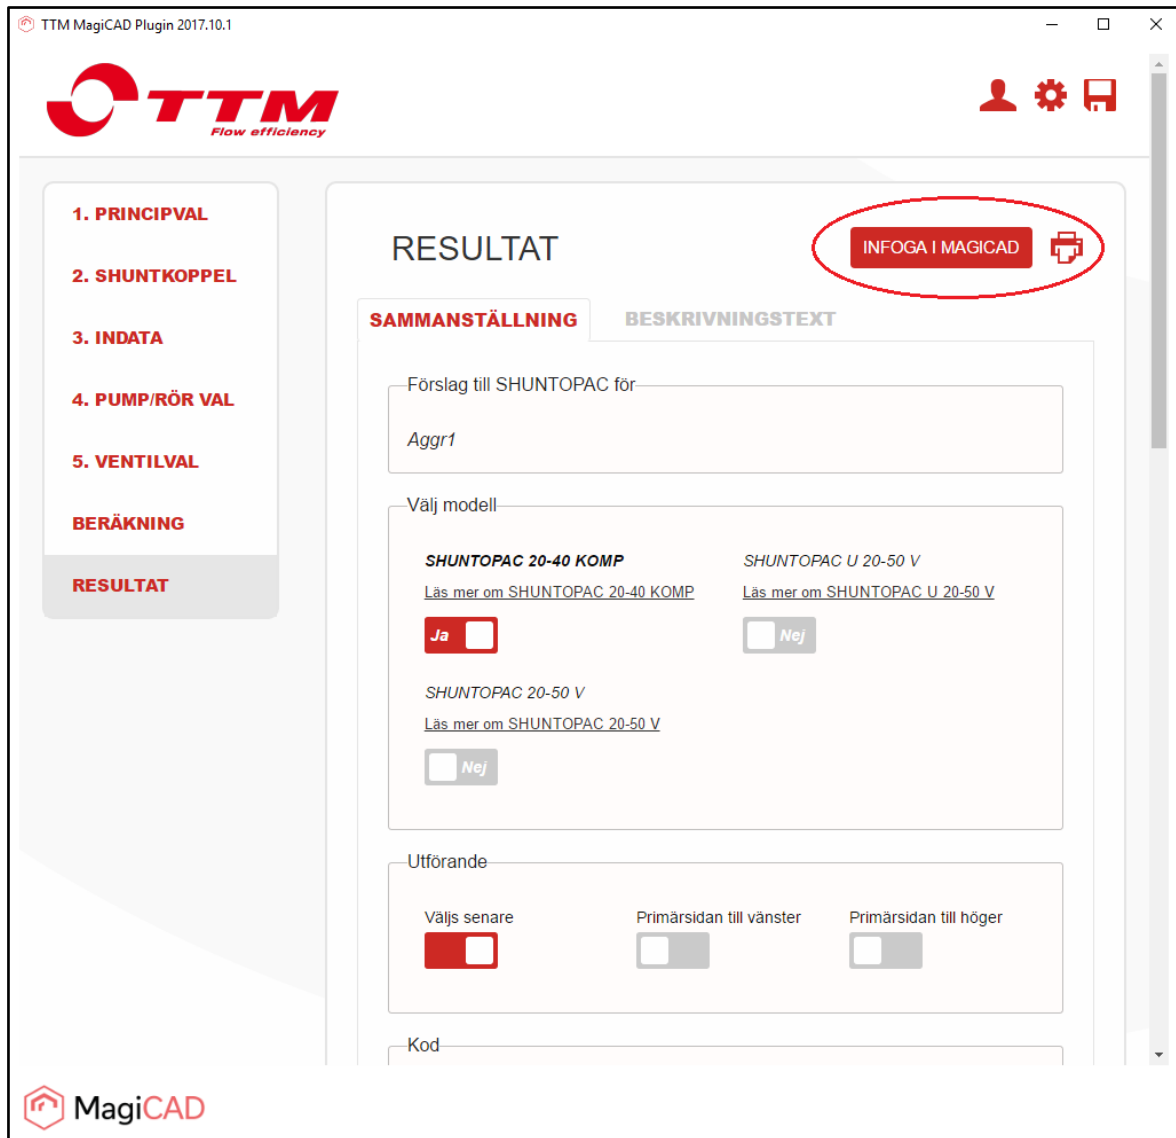 TTM MagiCAD Plugin 2017.10.1
TTM
Flow efficiency
1. PRINCIPVAL
2. SHUNTKOPPEL
3. INDATA
4. PUMP/RÖR VAL
5. VENTILVAL
BERÄKNING
RESULTAT
RESULTAT
INFOGA I MAGICAD
SAMMANSTÄLLNING
BESKRIVNINGSTEXT
Förslag till SHUNTOPAC för
Aggr1
Välj modell
SHUNTOPAC 20-40 KOMP
Läs mer om SHUNTOPAC 20-40 KOMP
Ja
SHUNTOPAC U 20-50 V
Läs mer om SHUNTOPAC U 20-50 V
Nej
SHUNTOPAC 20-50 V
Läs mer om SHUNTOPAC 20-50 V
Nej
Utförande
Väljs senare
Primärsidan till vänster
Primärsidan till höger
Kod
MagiCAD